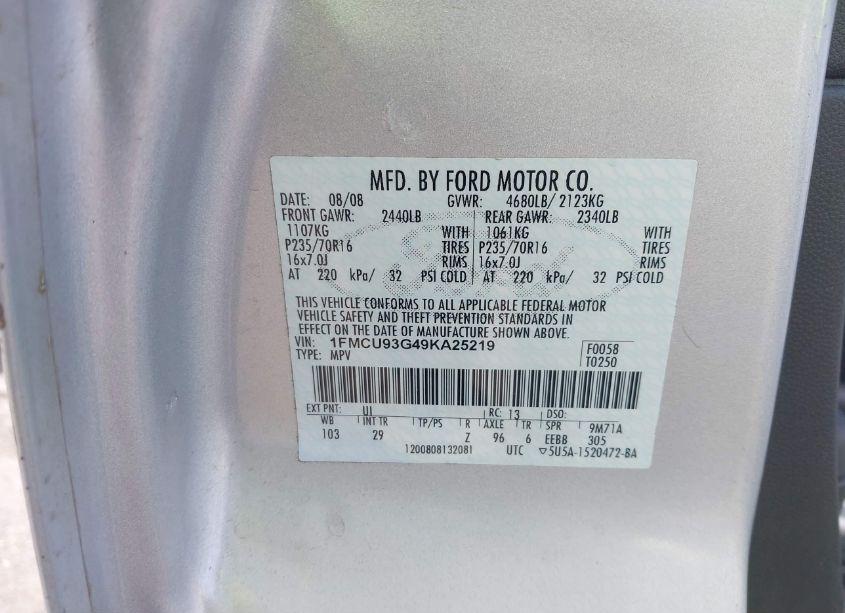 MFD. BY FORD MOTOR CO.
DATE: 08/08 GVWR: 4680LB/ 2123KG
FRONT GAWR: 2440LB REAR GAWR: 2340LB
1107KG WITH 1061KG WITH
P235/70R16 TIRES P235/70R16 TIRES
16x7.0J RIMS 16x7.0J RIMS
AT 220 kPa/ 32 PSI COLD AT 220 kPa/ 32 PSI COLD
THIS VEHICLE CONFORMS TO ALL APPLICABLE FEDERAL MOTOR
VEHICLE SAFETY AND THEFT PREVENTION STANDARDS IN
EFFECT ON THE DATE OF MANUFACTURE SHOWN ABOVE.
VIN: 1FMCU93G49KA25219 F0058
TYPE: MPV T0250
EXT PNT: UI RC: 13 DSO:
WB INT TR TP/PS R AXLE TR SPR 9M71A
103 29 Z 96 6 EEBB 305
1200808132081 UTC ▽5U5A-1520472-BA